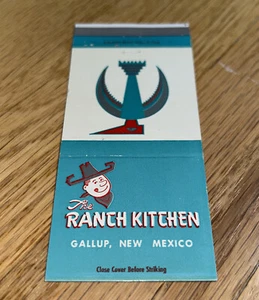 The
RANCH KITCHEN
GALLUP, NEW MEXICO
Close Cover Before Striking